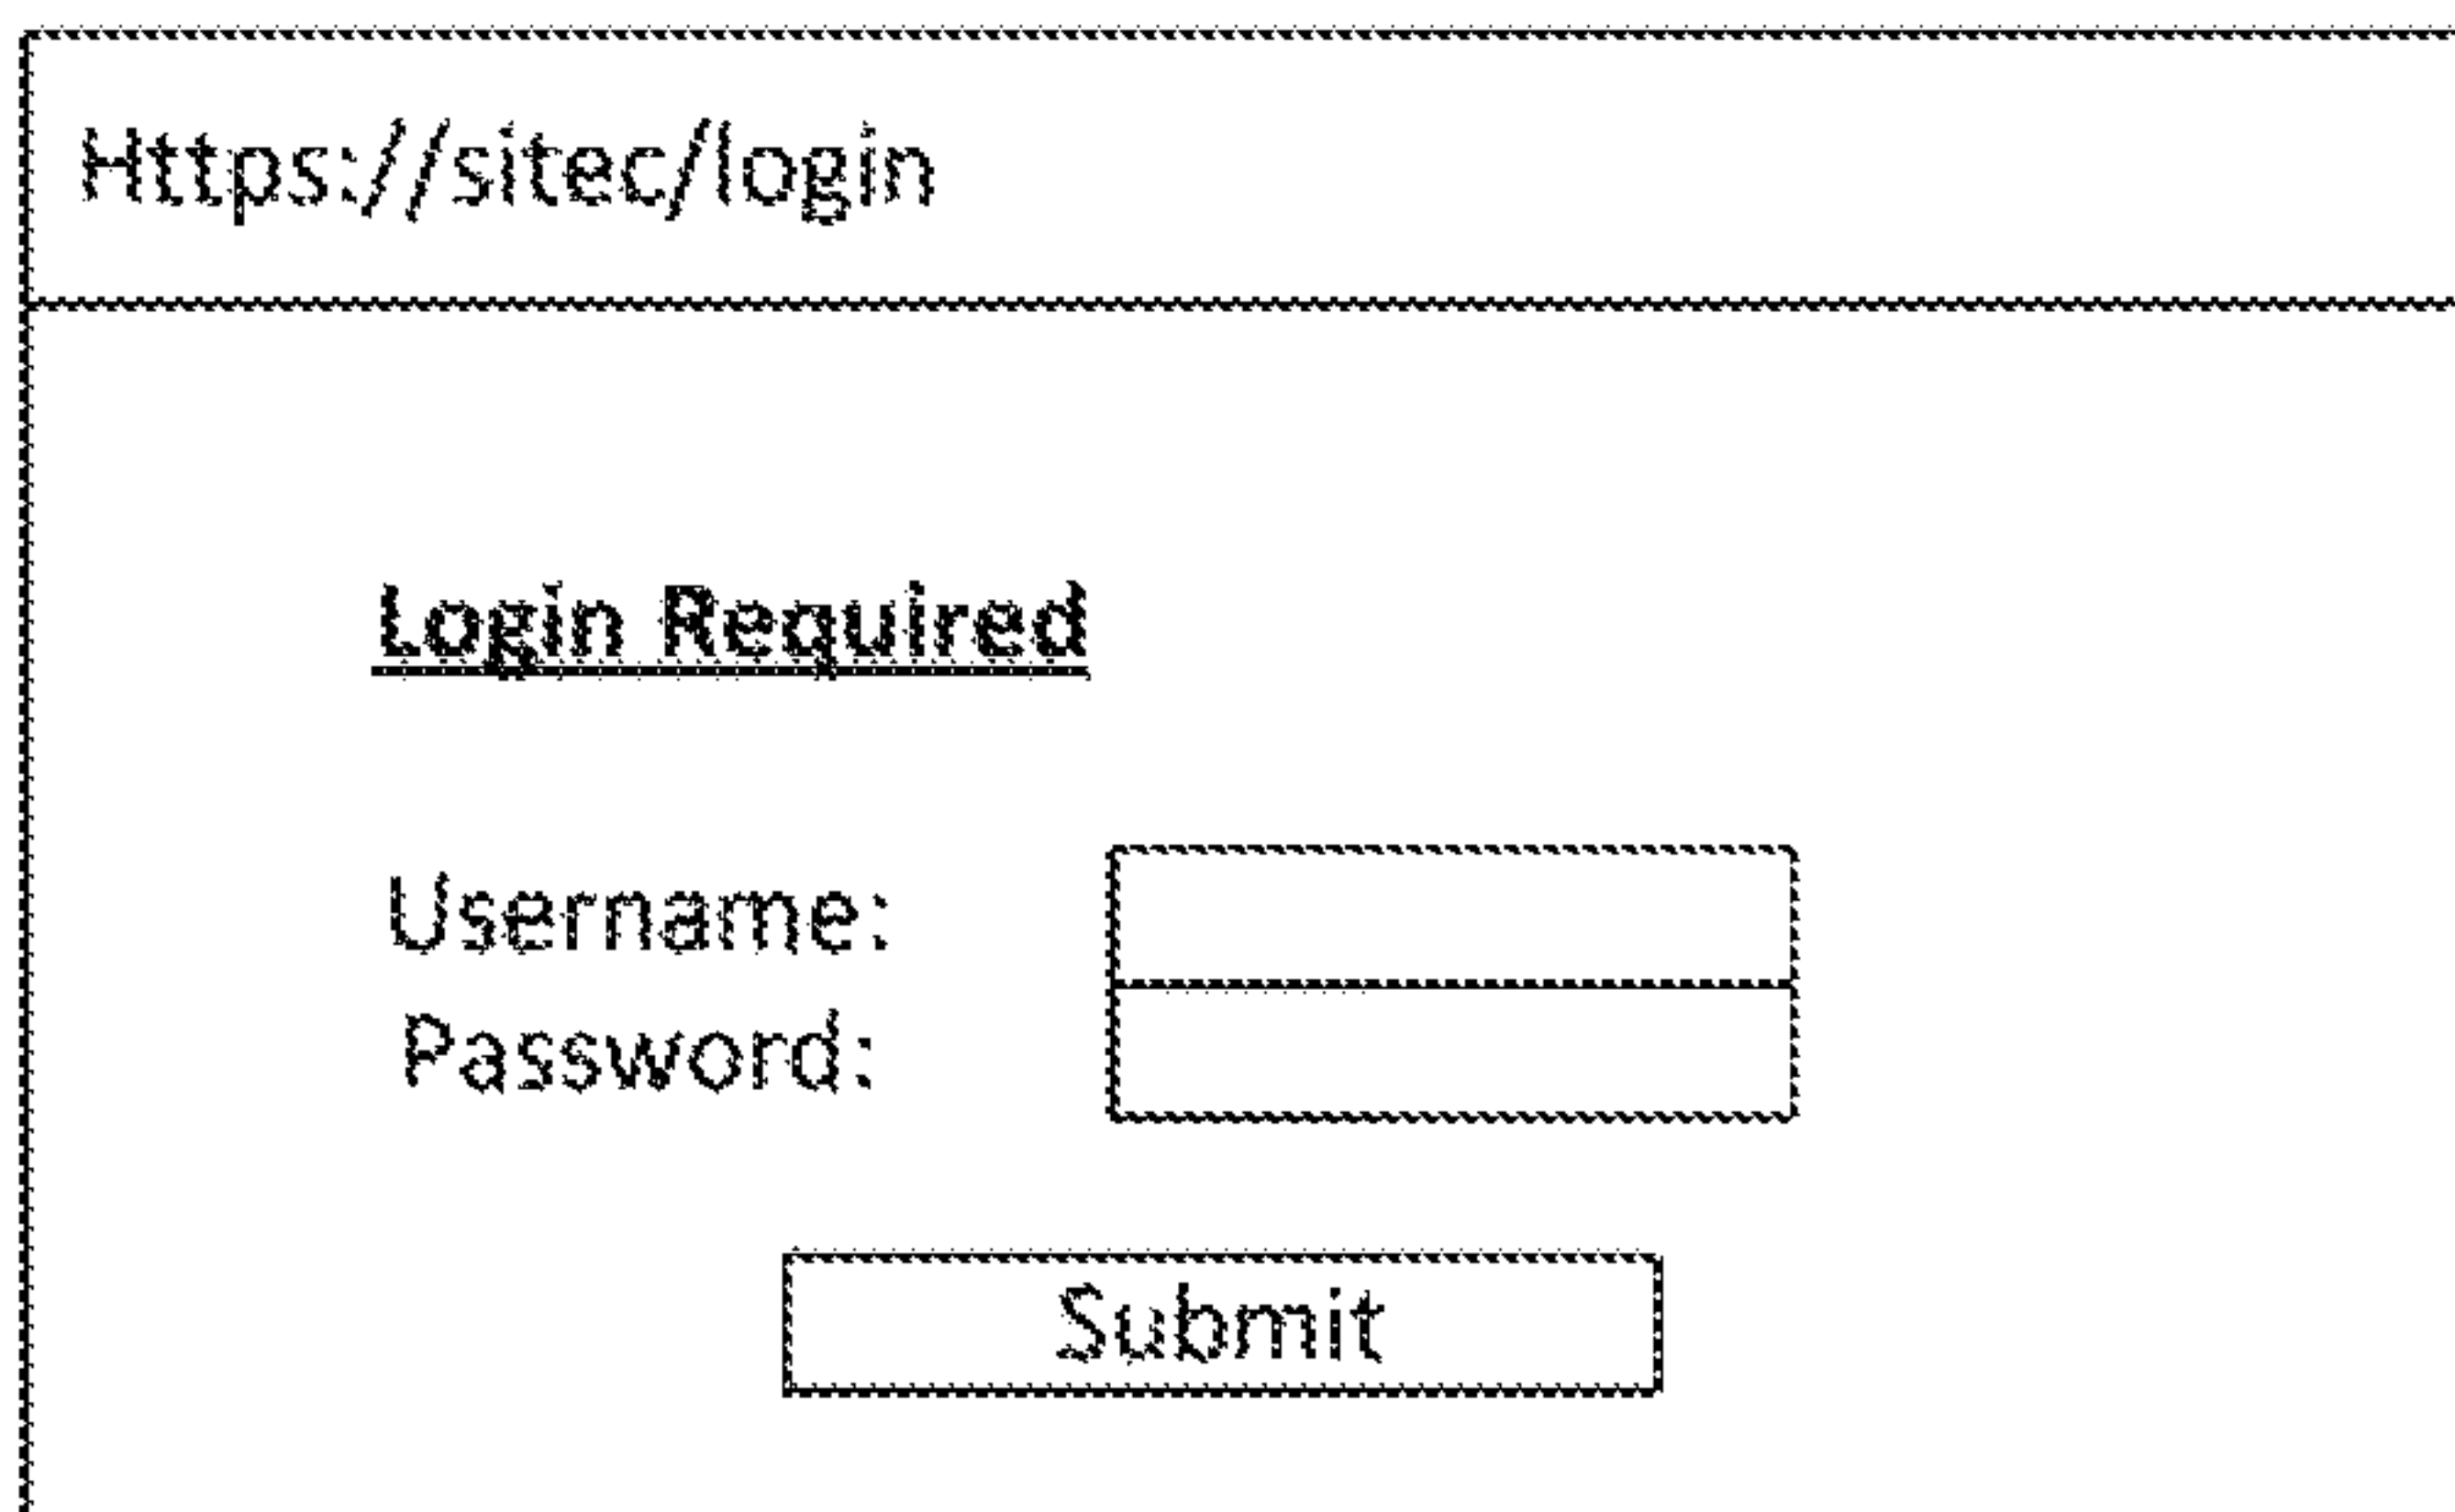 Https://sitec/login
Login Required
Username:
Password:
Submit